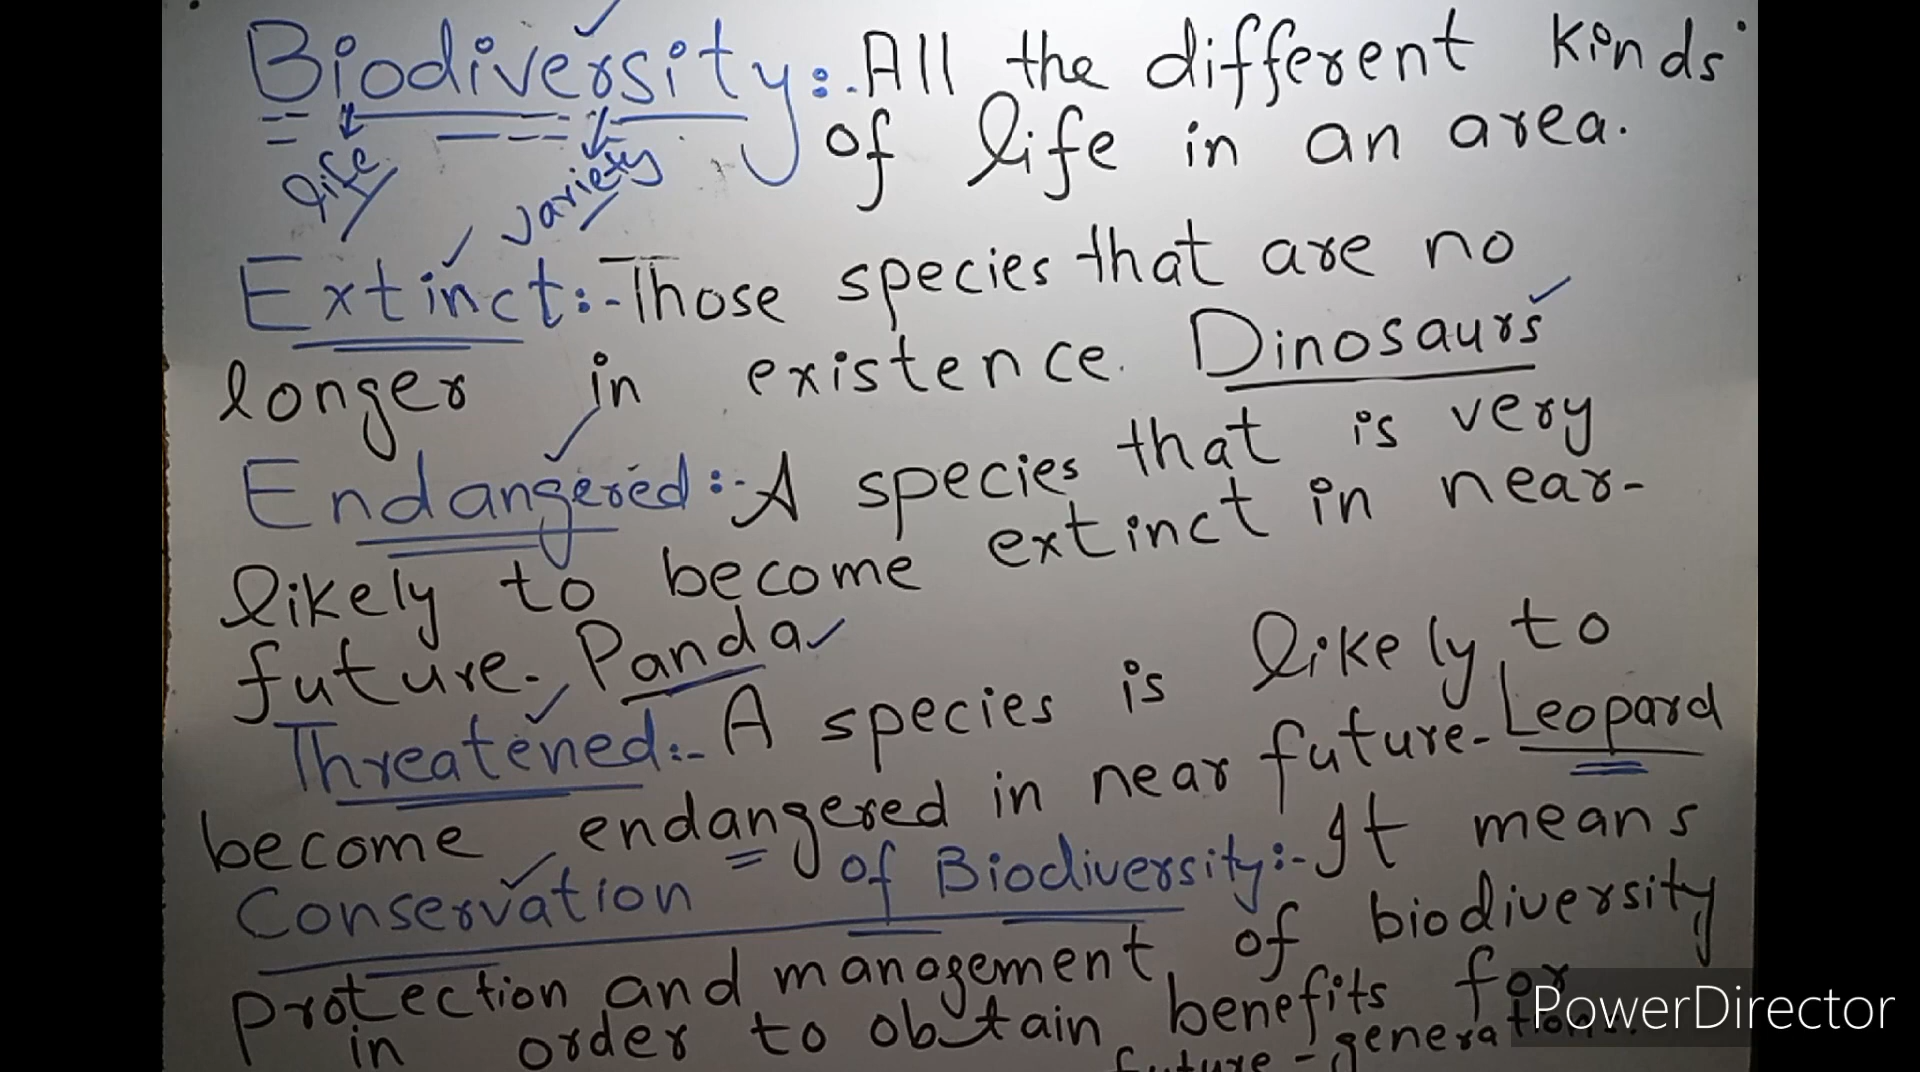 Biodiversity:- All the different kinds
of life in an area.
life
variety
Extinct:- Those species that are no
longer in existence. Dinosaurs
Endangered:- A species that is very
likely to become extinct in near-
future. Panda
Threatened:- A species is likely to
become endangered in near future- Leopard
Conservation of Biodiversity:- It means
protection and management of biodiversity
in order to obtain benefits for
future-generation.
PowerDirector